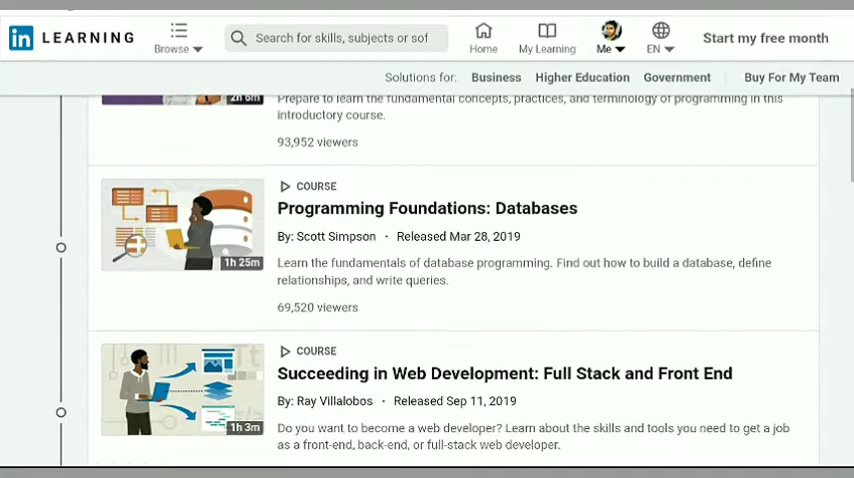 in LEARNING
Browse
Search for skills, subjects or sof
Home
My Learning
Me
EN
Start my free month
Solutions for: Business Higher Education Government Buy For My Team
2h 6m
Prepare to learn the fundamental concepts, practices, and terminology of programming in this
introductory course.
93,952 viewers
COURSE
Programming Foundations: Databases
By: Scott Simpson · Released Mar 28, 2019
1h 25m
Learn the fundamentals of database programming. Find out how to build a database, define
relationships, and write queries.
69,520 viewers
COURSE
Succeeding in Web Development: Full Stack and Front End
By: Ray Villalobos · Released Sep 11, 2019
1h 3m
Do you want to become a web developer? Learn about the skills and tools you need to get a job
as a front-end, back-end, or full-stack web developer.